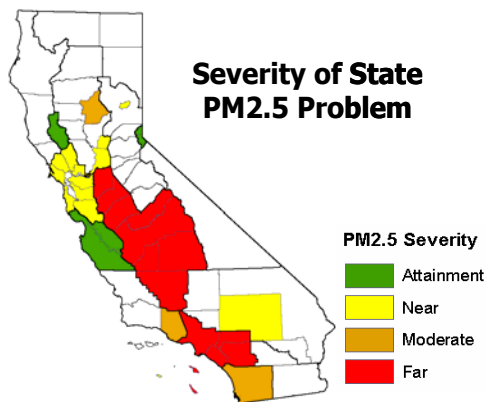 Severity of State
PM2.5 Problem
PM2.5 Severity
Attainment
Near
Moderate
Far